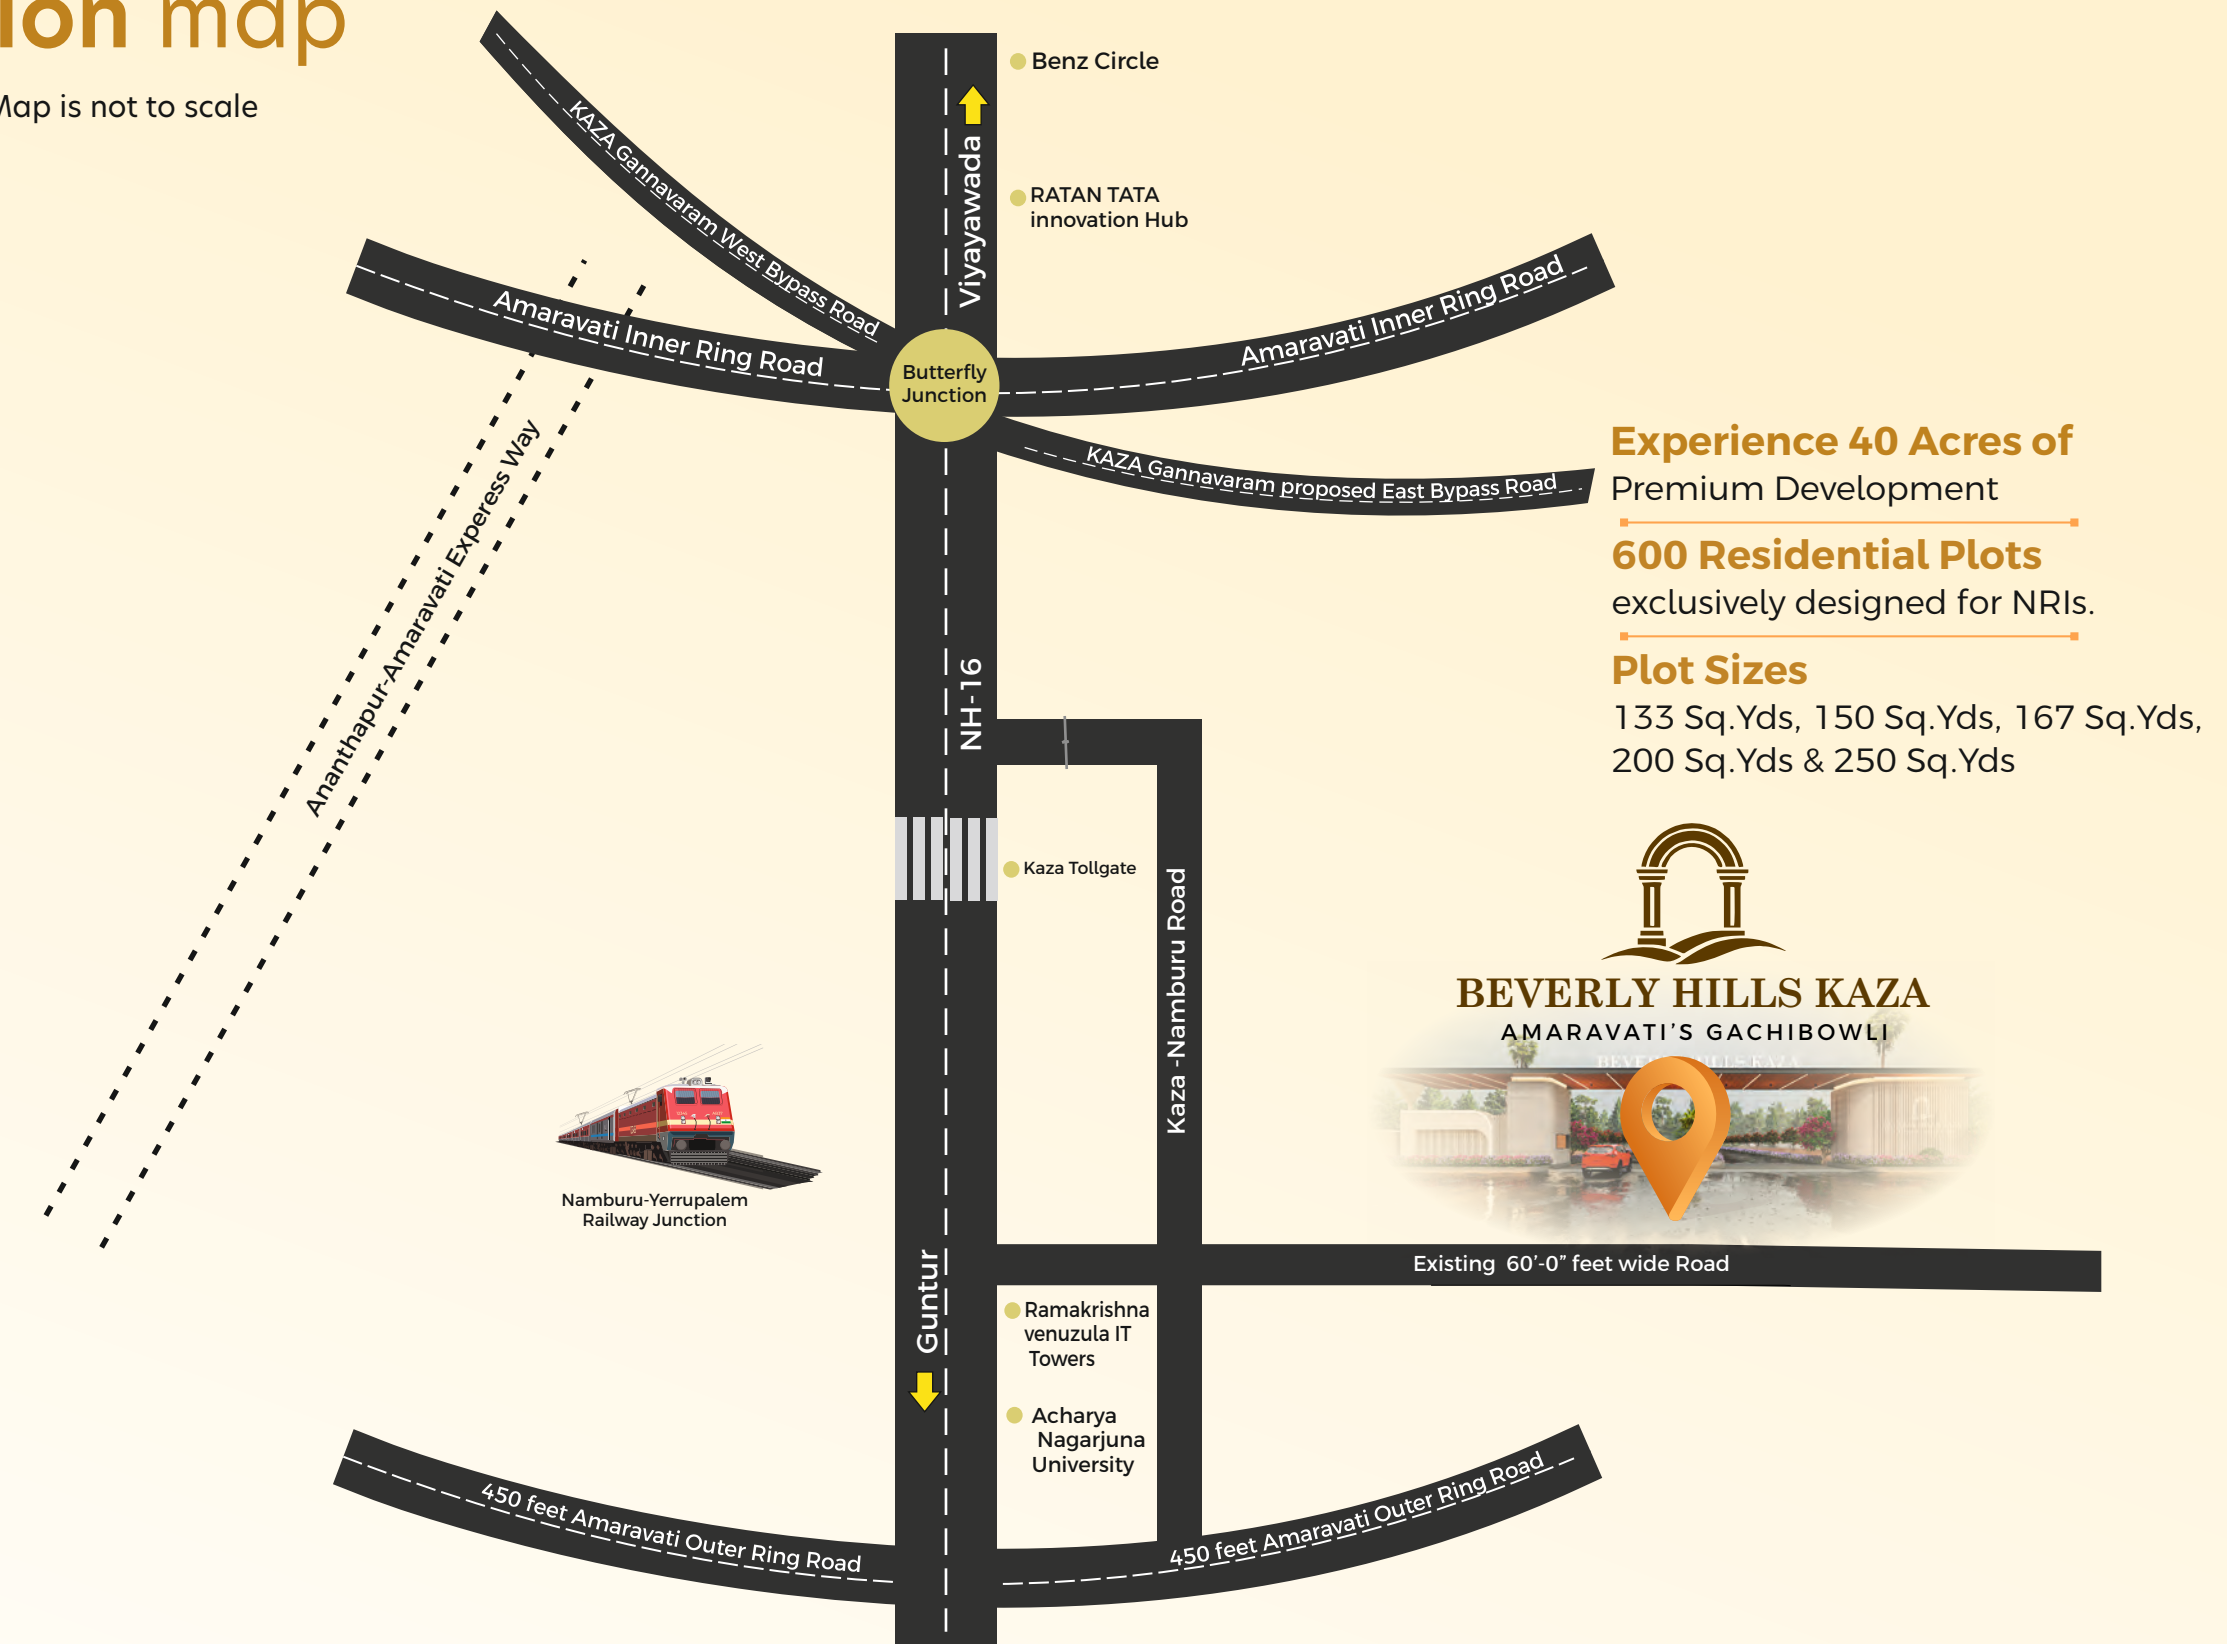 ion map
Map is not to scale
Benz Circle
Viyayawada
RATAN TATA
innovation Hub
KAZA Gannavaram West Bypass Road
Amaravati Inner Ring Road
Amaravati Inner Ring Road
Butterfly
Junction
KAZA Gannavaram proposed East Bypass Road
Ananthapur-Amaravati Experess Way
Experience 40 Acres of
Premium Development
600 Residential Plots
exclusively designed for NRIs.
Plot Sizes
133 Sq.Yds, 150 Sq.Yds, 167 Sq.Yds,
200 Sq.Yds & 250 Sq.Yds
NH-16
Kaza Tollgate
Kaza -Namburu Road
BEVERLY HILLS KAZA
AMARAVATI’S GACHIBOWLI
BEVERLY HILLS KAZA
Namburu-Yerrupalem
Railway Junction
Existing 60’-0” feet wide Road
Guntur
Ramakrishna
venuzula IT
Towers
Acharya
Nagarjuna
University
450 feet Amaravati Outer Ring Road
450 feet Amaravati Outer Ring Road